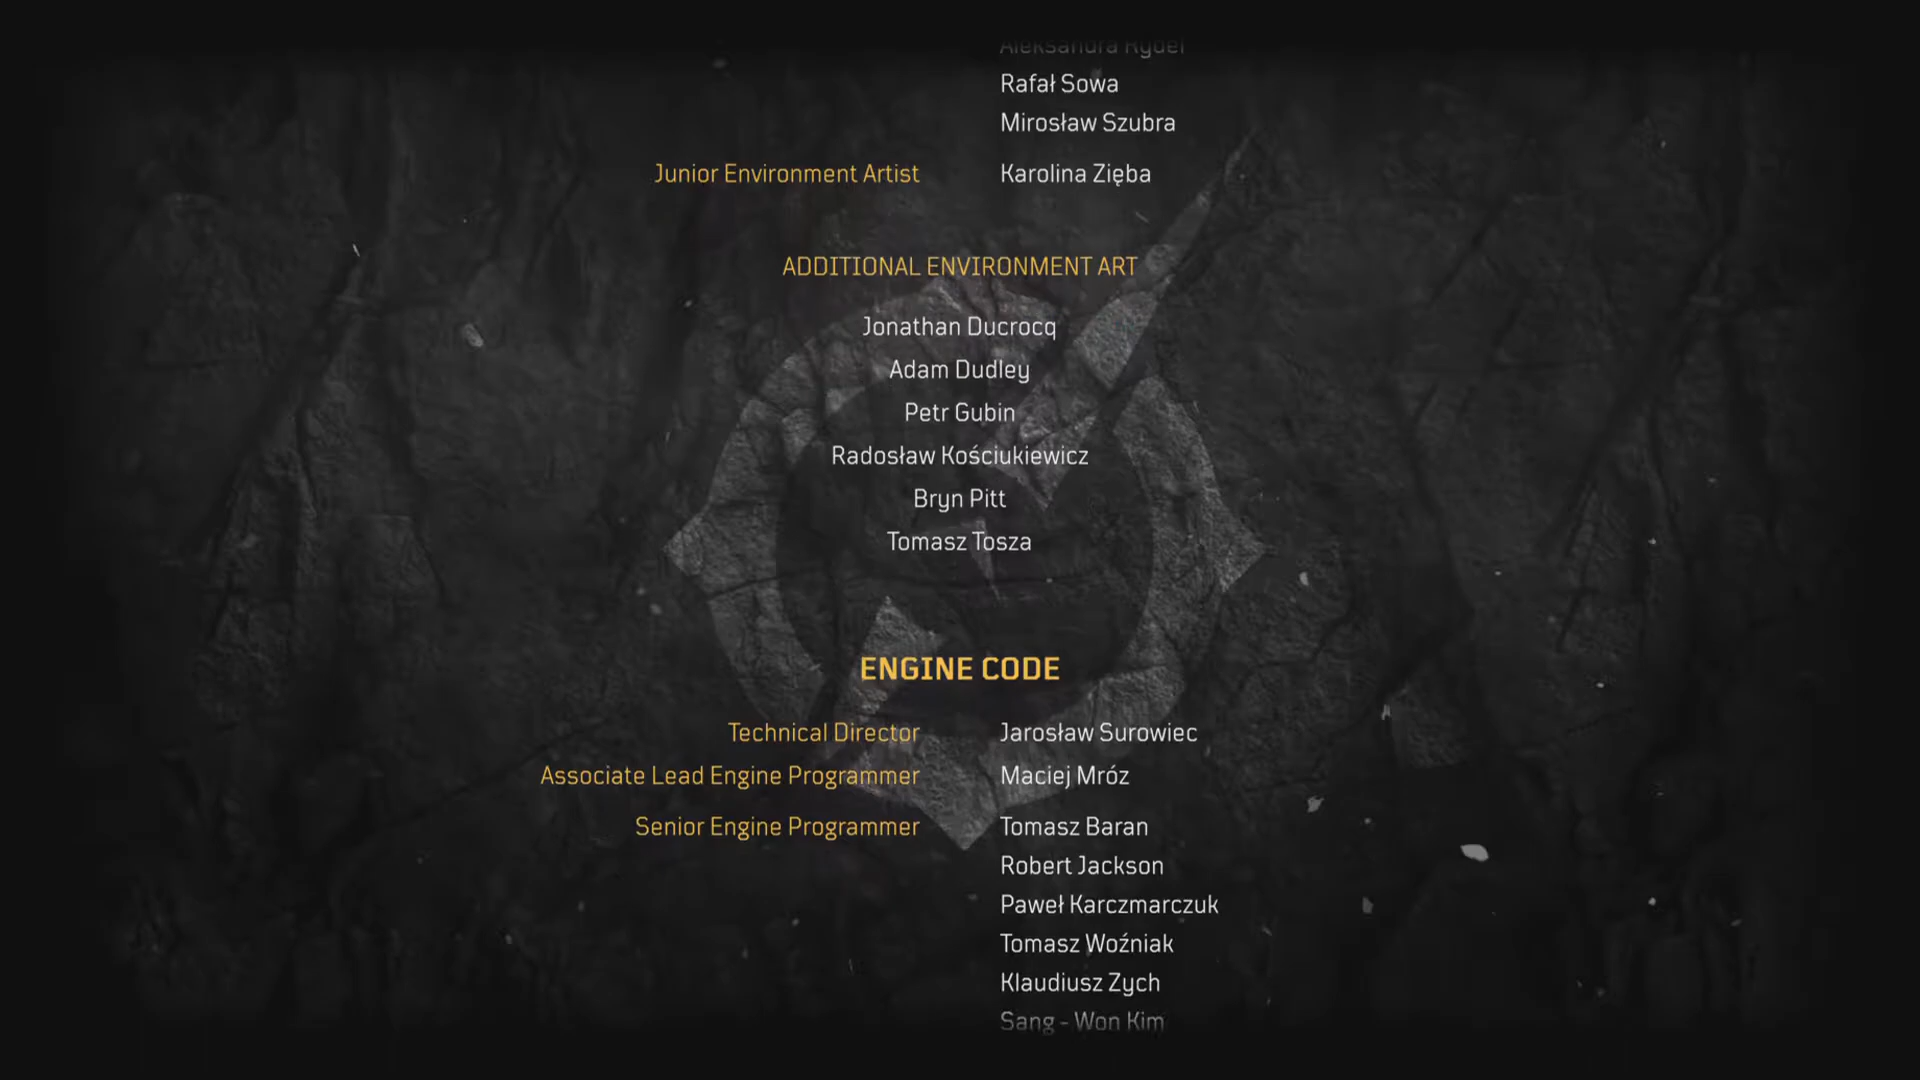 Aleksandra Rydel
Rafał Sowa
Mirosław Szubra
Junior Environment Artist Karolina Zięba
ADDITIONAL ENVIRONMENT ART
Jonathan Ducrocq
Adam Dudley
Petr Gubin
Radosław Kościukiewicz
Bryn Pitt
Tomasz Tosza
ENGINE CODE
Technical Director Jarosław Surowiec
Associate Lead Engine Programmer Maciej Mróz
Senior Engine Programmer Tomasz Baran
Robert Jackson
Paweł Karczmarczuk
Tomasz Woźniak
Klaudiusz Zych
Sang - Won Kim